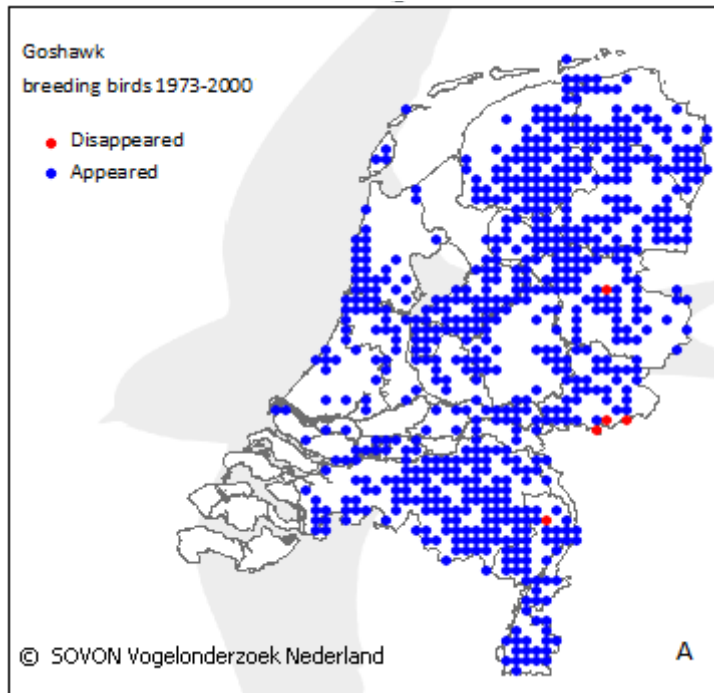 Goshawk
breeding birds 1973-2000
Disappeared
Appeared
© SOVON Vogelonderzoek Nederland
A